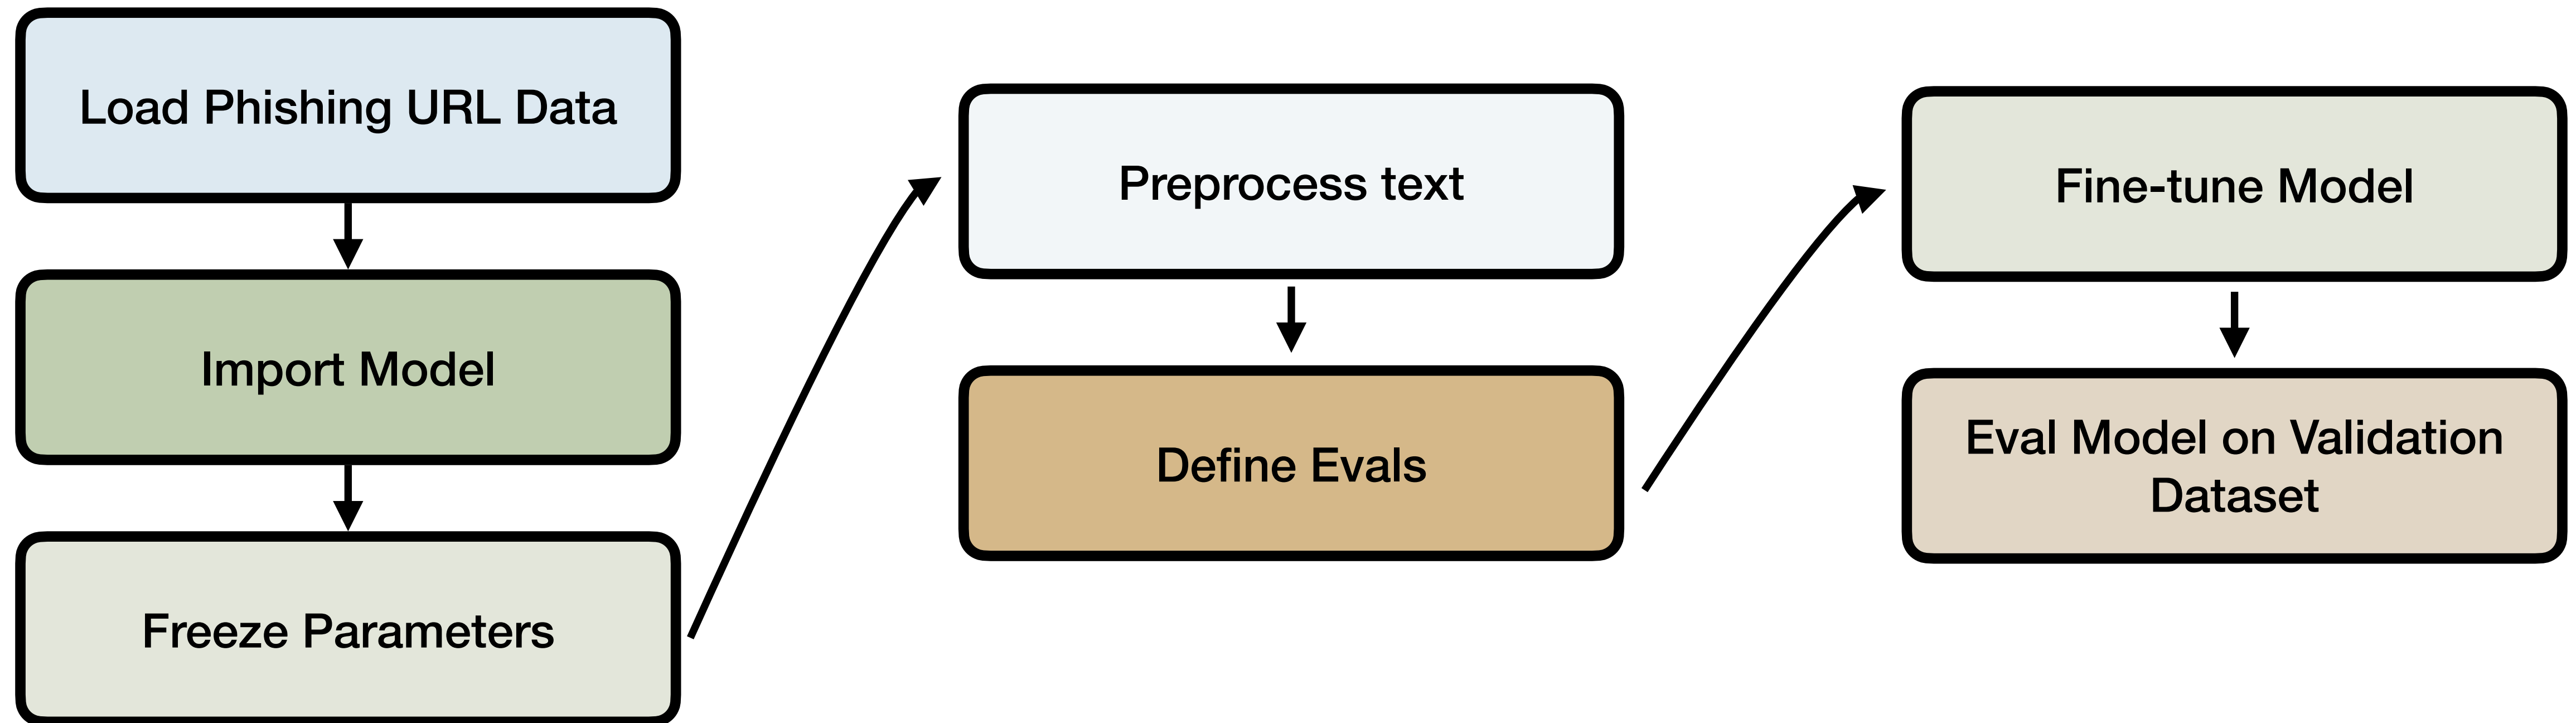 Load Phishing URL Data
Import Model
Freeze Parameters
Preprocess text
Define Evals
Fine-tune Model
Eval Model on Validation
Dataset